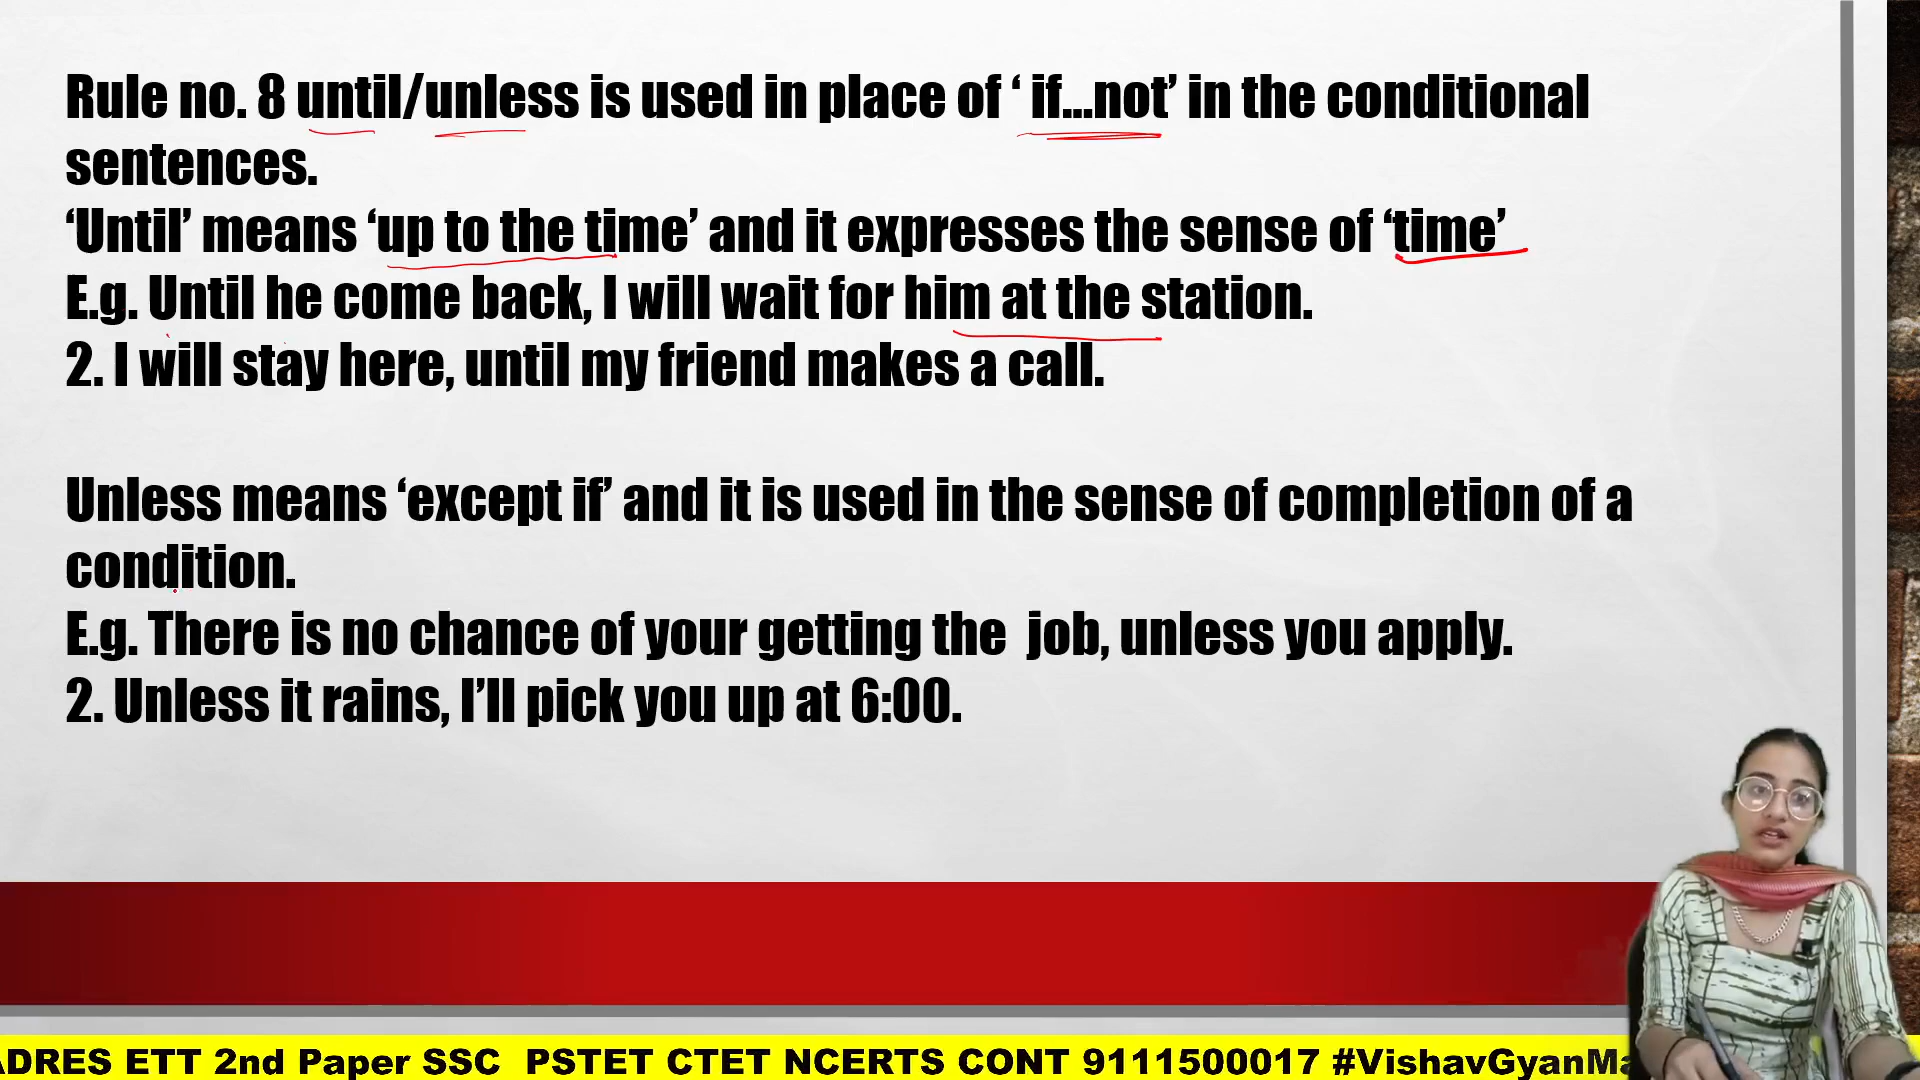 Rule no. 8 until/unless is used in place of ‘ if...not’ in the conditional
sentences.
‘Until’ means ‘up to the time’ and it expresses the sense of ‘time’
E.g. Until he come back, I will wait for him at the station.
2. I will stay here, until my friend makes a call.
Unless means ‘except if’ and it is used in the sense of completion of a
condition.
E.g. There is no chance of your getting the  job, unless you apply.
2. Unless it rains, I’ll pick you up at 6:00.
ETT 2nd Paper SSC  PSTET CTET NCERTS CONT 9111500017